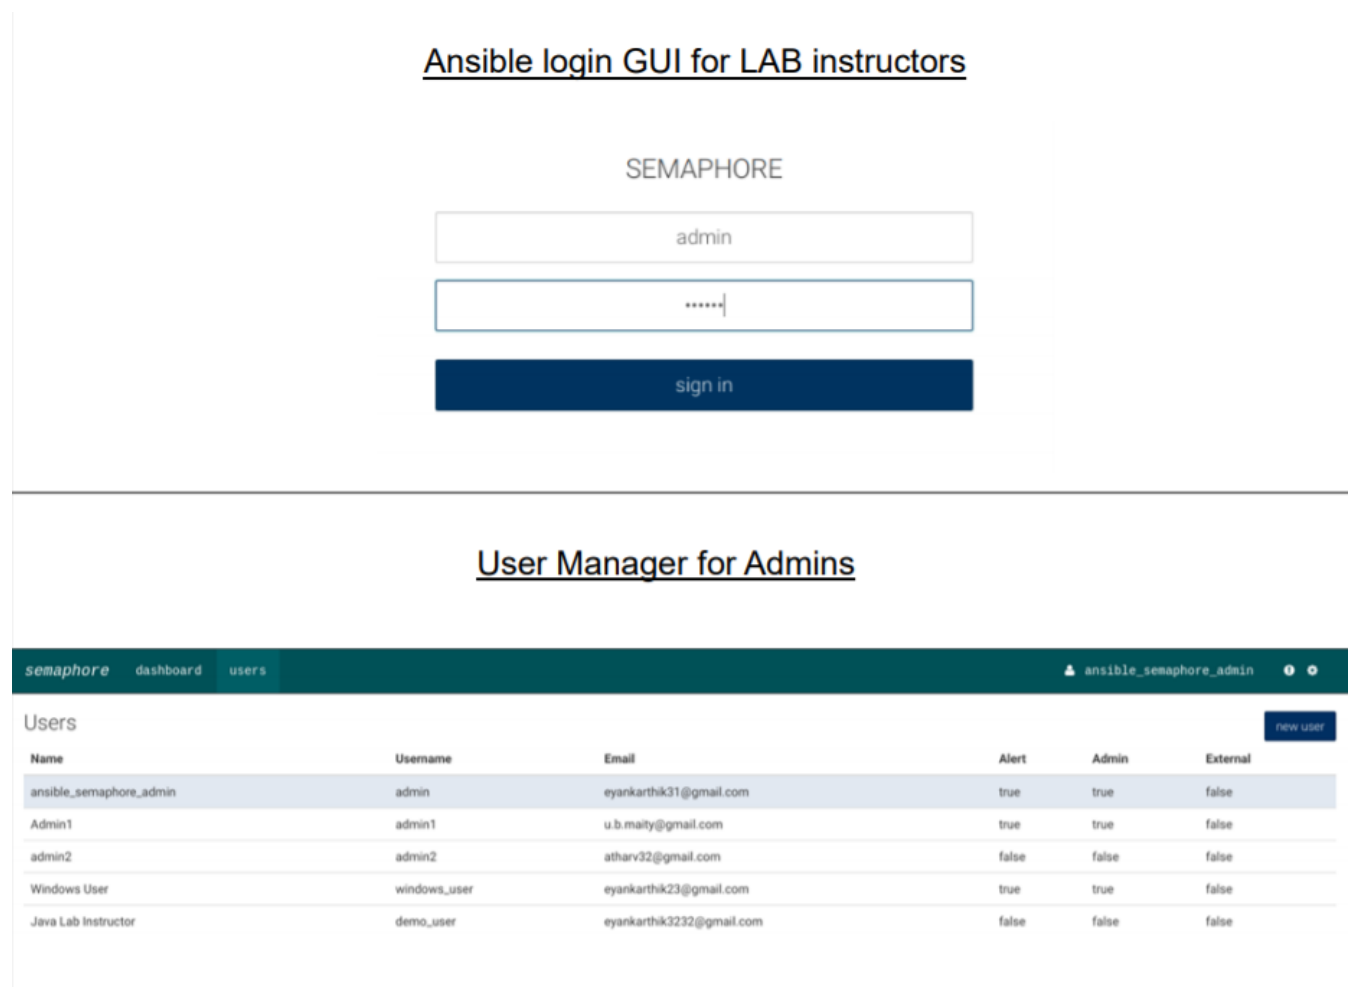 Ansible login GUI for LAB instructors
SEMAPHORE
admin
••••••
sign in
User Manager for Admins
semaphore dashboard users ansible_semaphore_admin
Users
new user
Name Username Email Alert Admin External
ansible_semaphore_admin admin eyankarthik31@gmail.com true true false
Admin1 admin1 u.b.maity@gmail.com true true false
admin2 admin2 atharv32@gmail.com false false false
Windows User windows_user eyankarthik23@gmail.com true true false
Java Lab Instructor demo_user eyankarthik3232@gmail.com false false false